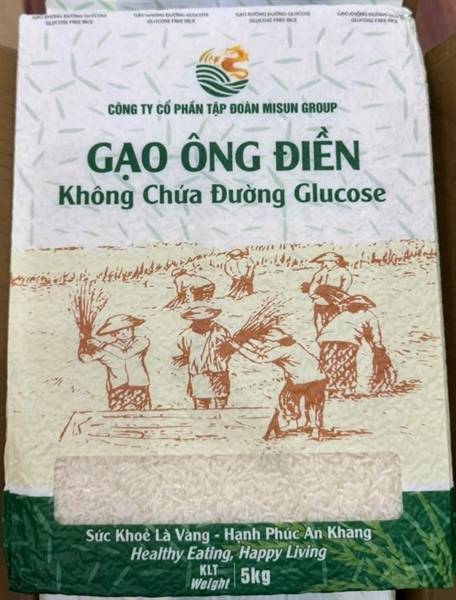 GẠO KHÔNG ĐƯỜNG GLUCOSE GẠO KHÔNG ĐƯỜNG GLUCOSE GẠO KHÔNG ĐƯỜNG GLUCOSE GẠO KHÔNG ĐƯỜNG GLUCOSE
GLUCOSE FREE RICE GLUCOSE FREE RICE GLUCOSE FREE RICE GLUCOSE FREE RICE
CÔNG TY CỔ PHẦN TẬP ĐOÀN MISUN GROUP
GẠO ÔNG ĐIỀN
Không Chứa Đường Glucose
Sức Khoẻ Là Vàng - Hạnh Phúc An Khang
Healthy Eating, Happy Living
KLT
Weight
5kg